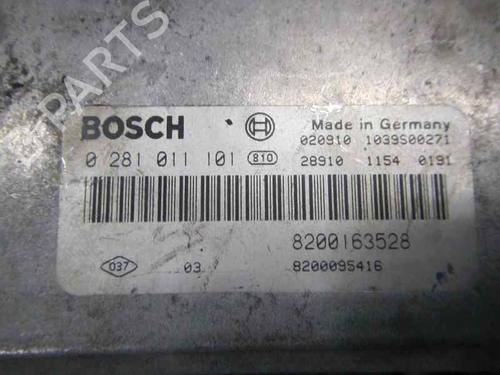 PARTS
BOSCH Made in Germany
020910 1039S00271
0 281 011 101 810 28910 1154 0191
8200163528
037 03 8200095416